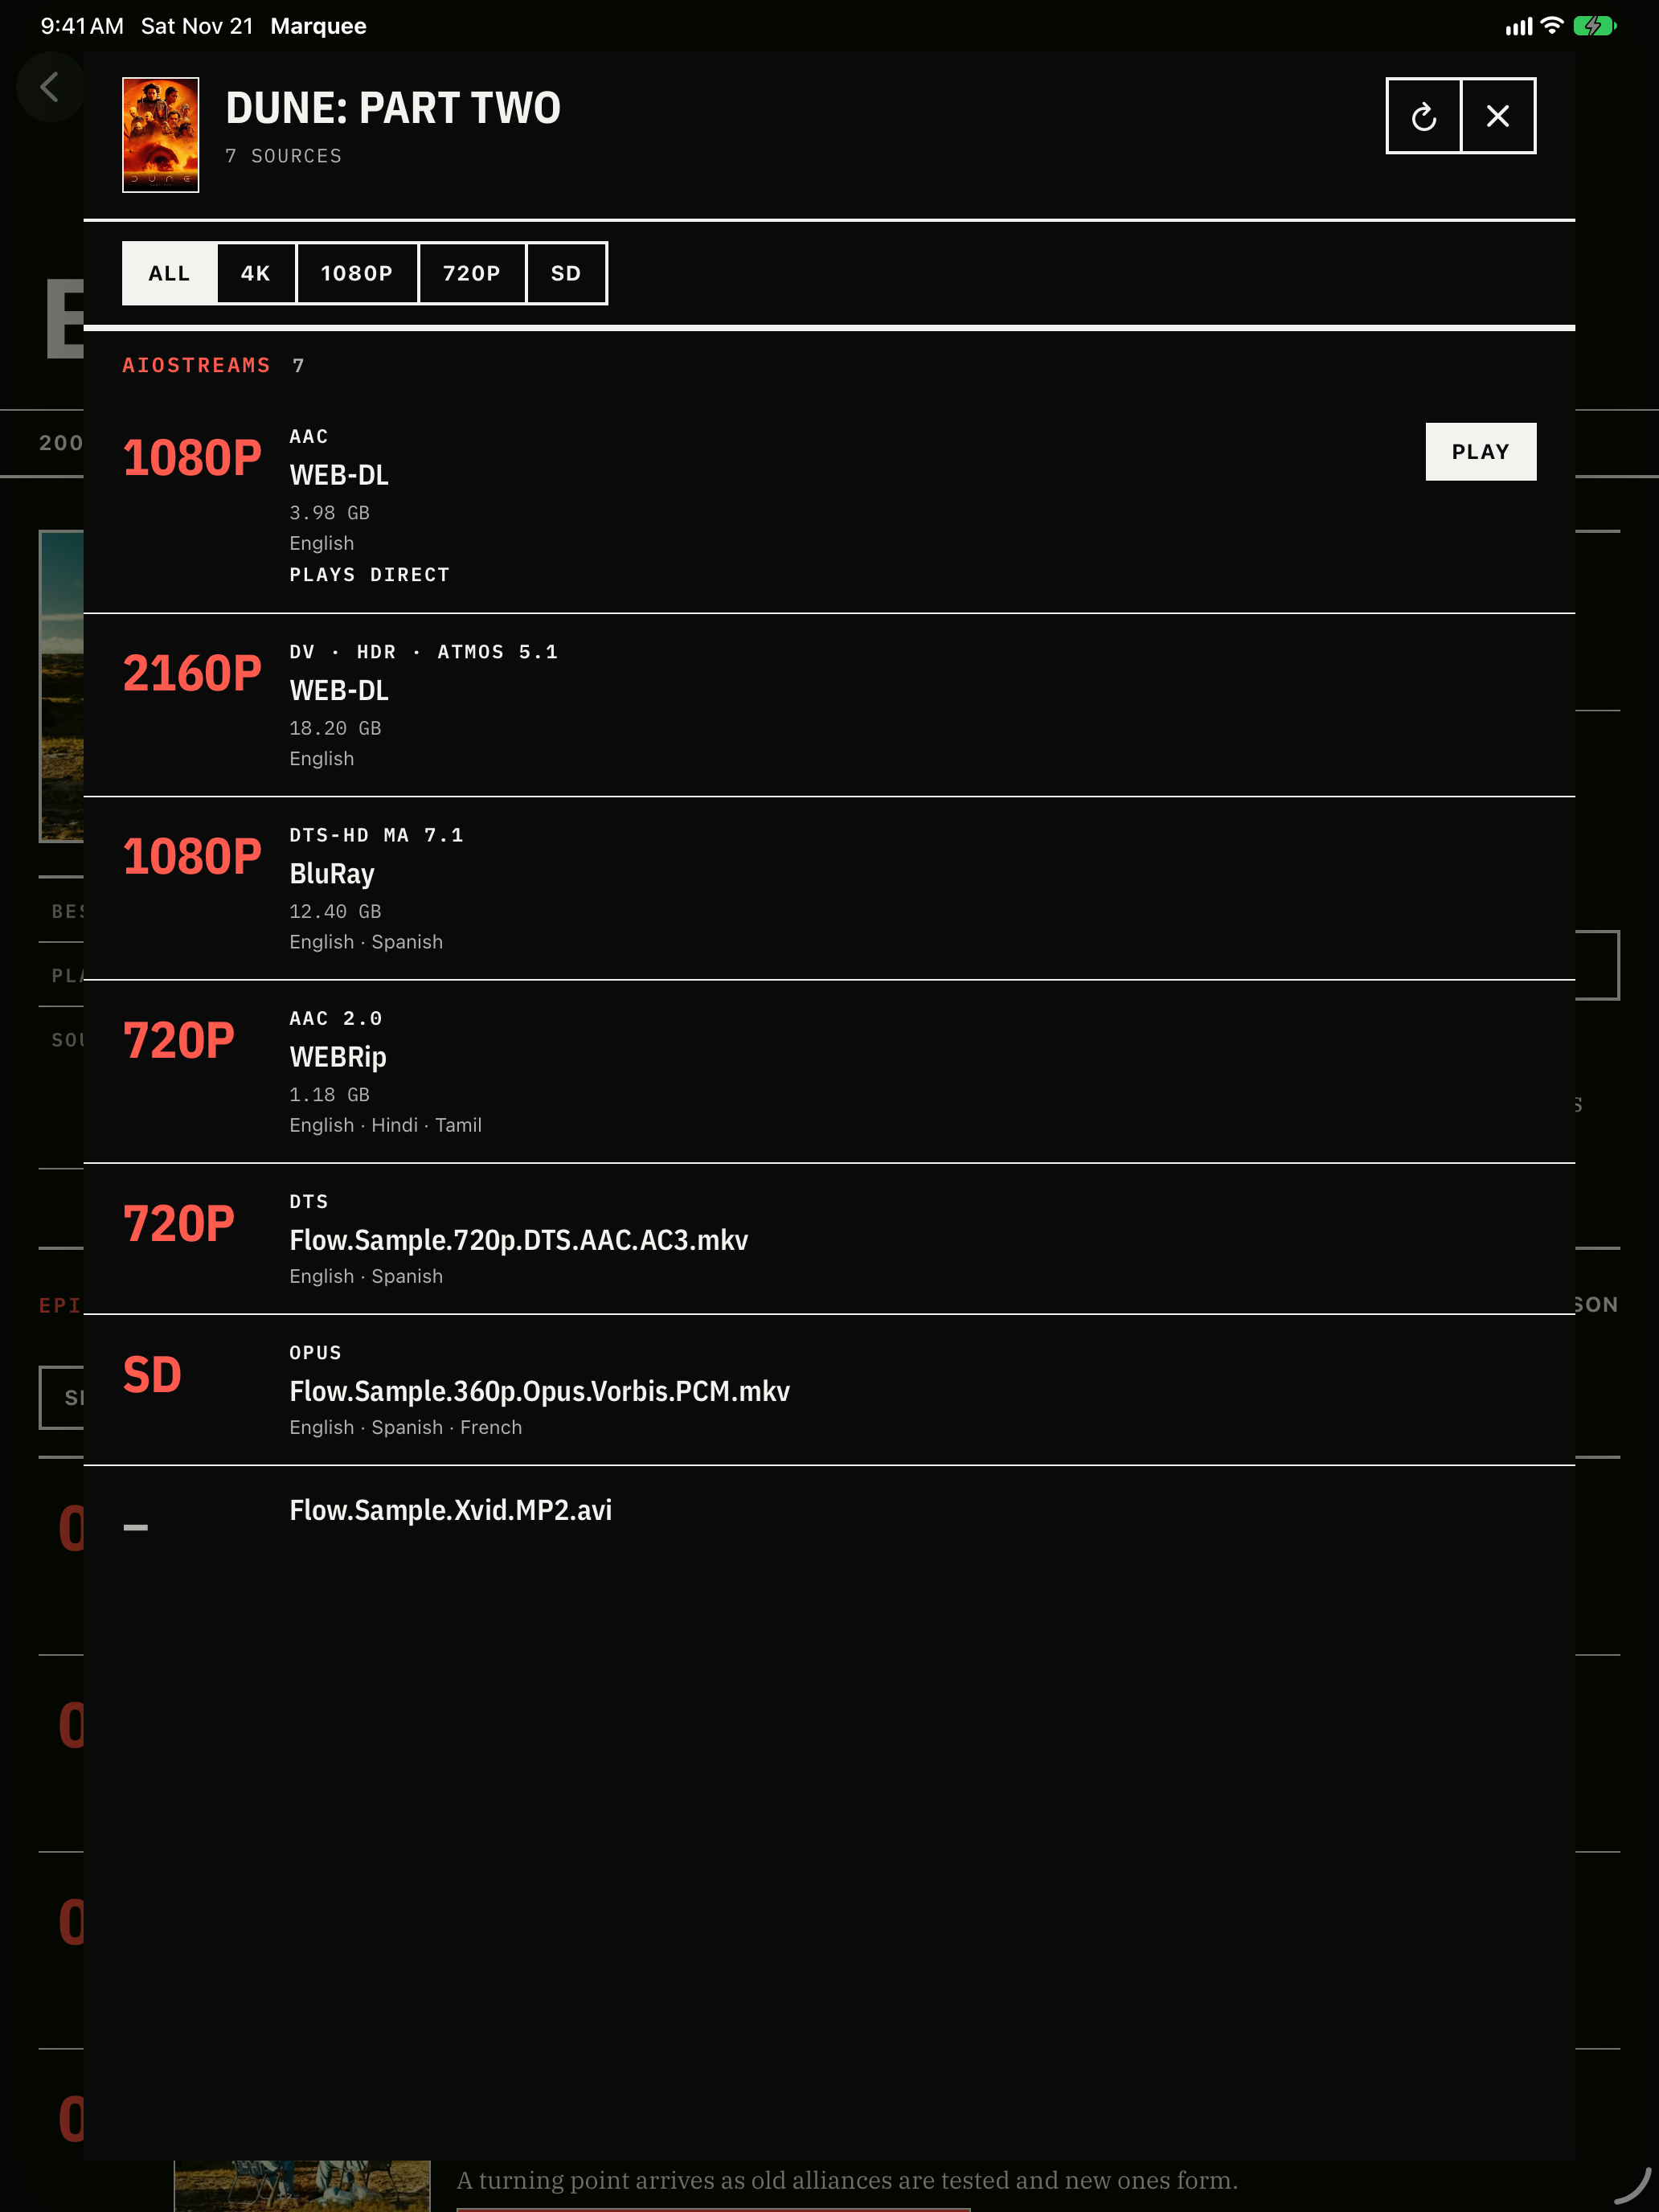 9:41 AM Sat Nov 21 Marquee
DUNE: PART TWO
7 SOURCES
ALL 4K 1080P 720P SD
AIOSTREAMS 7
1080P
AAC
WEB-DL
3.98 GB
English
PLAYS DIRECT
PLAY
2160P
DV · HDR · ATMOS 5.1
WEB-DL
18.20 GB
English
1080P
DTS-HD MA 7.1
BluRay
12.40 GB
English · Spanish
720P
AAC 2.0
WEBRip
1.18 GB
English · Hindi · Tamil
720P
DTS
Flow.Sample.720p.DTS.AAC.AC3.mkv
English · Spanish
SD
OPUS
Flow.Sample.360p.Opus.Vorbis.PCM.mkv
English · Spanish · French
–
Flow.Sample.Xvid.MP2.avi
A turning point arrives as old alliances are tested and new ones form.